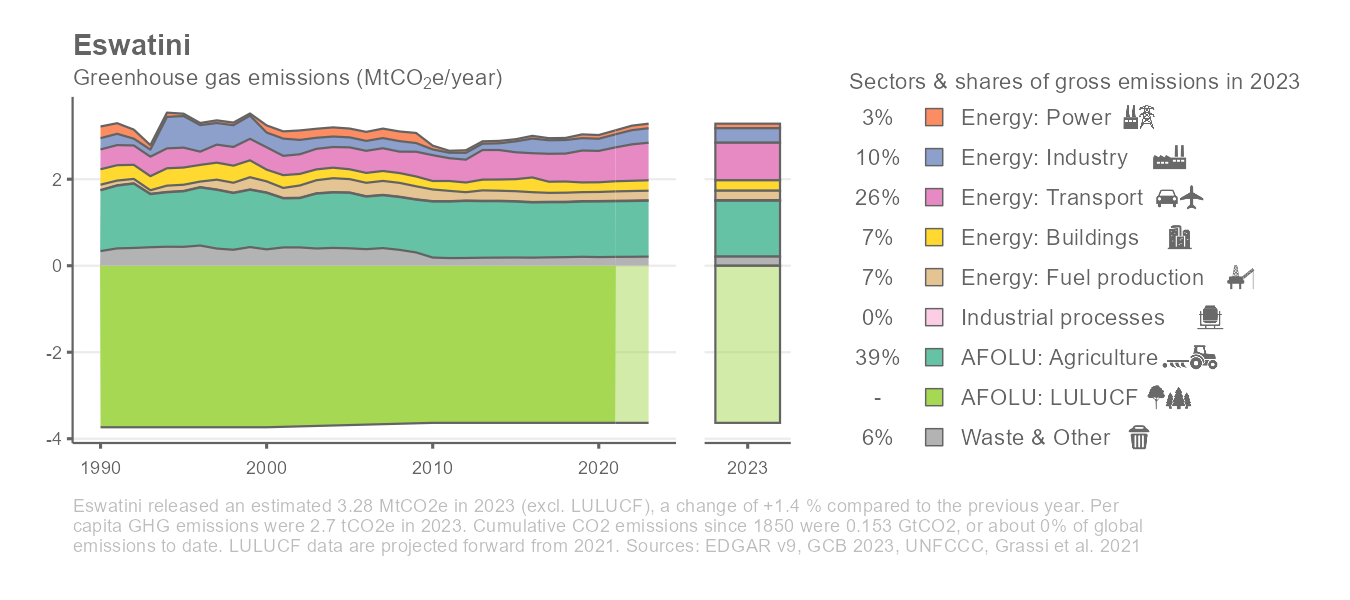 Eswatini
Greenhouse gas emissions (MtCO₂e/year)
2
0
-2
-4
1990
2000
2010
2020
2023
Sectors & shares of gross emissions in 2023
3% Energy: Power
10% Energy: Industry
26% Energy: Transport
7% Energy: Buildings
7% Energy: Fuel production
0% Industrial processes
39% AFOLU: Agriculture
- AFOLU: LULUCF
6% Waste & Other
Eswatini released an estimated 3.28 MtCO2e in 2023 (excl. LULUCF), a change of +1.4 % compared to the previous year. Per
capita GHG emissions were 2.7 tCO2e in 2023. Cumulative CO2 emissions since 1850 were 0.153 GtCO2, or about 0% of global
emissions to date. LULUCF data are projected forward from 2021. Sources: EDGAR v9, GCB 2023, UNFCCC, Grassi et al. 2021